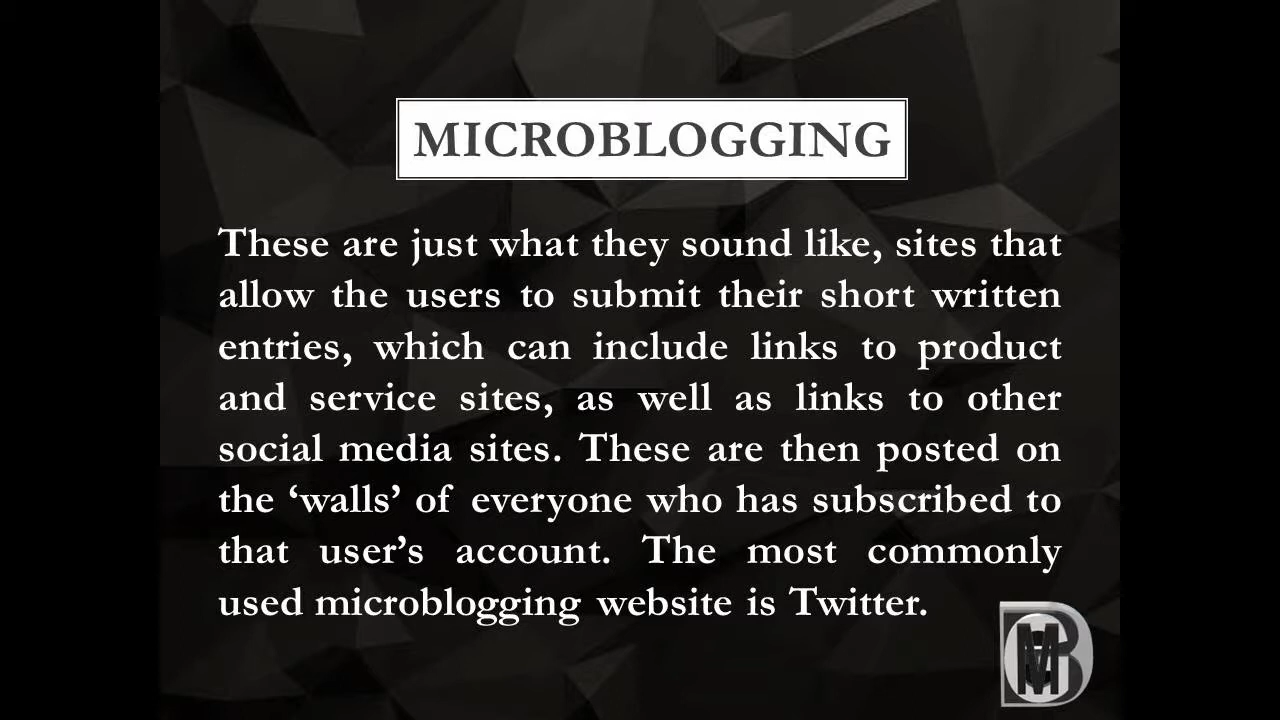 MICROBLOGGING
These are just what they sound like, sites that
allow the users to submit their short written
entries, which can include links to product
and service sites, as well as links to other
social media sites. These are then posted on
the ‘walls’ of everyone who has subscribed to
that user’s account. The most commonly
used microblogging website is Twitter.